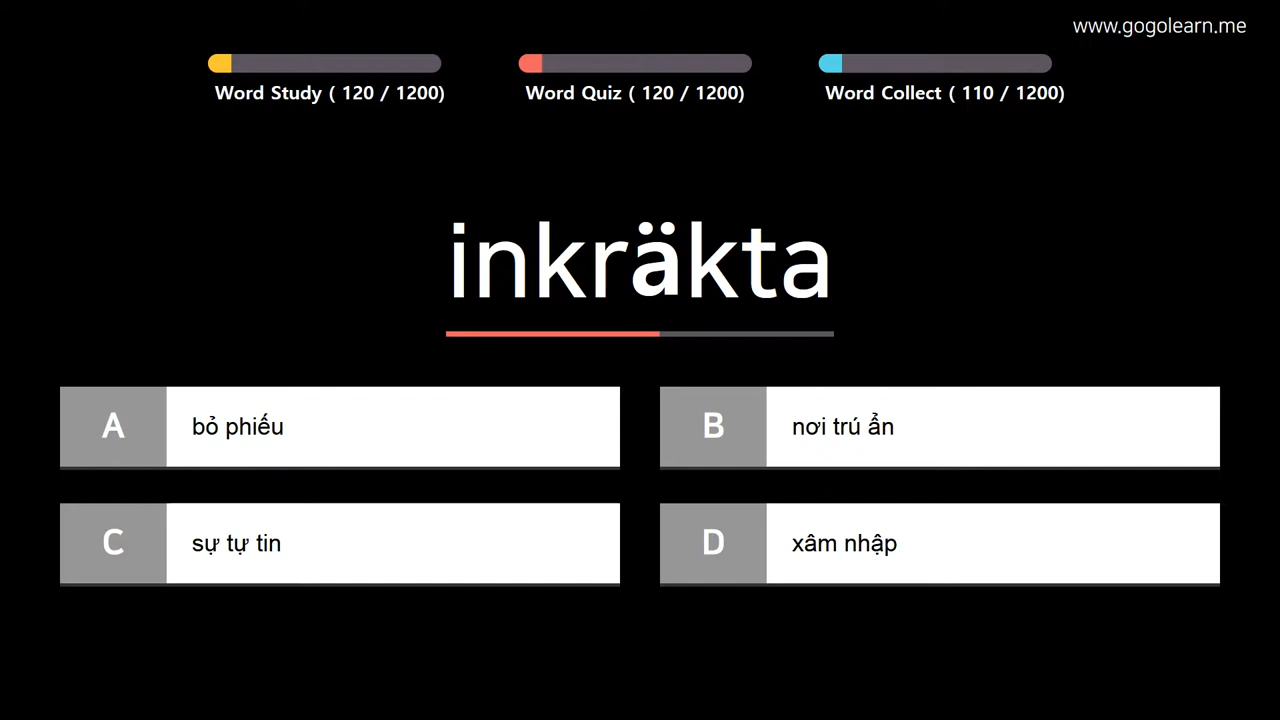 www.gogolearn.me
Word Study ( 120 / 1200)
Word Quiz ( 120 / 1200)
Word Collect ( 110 / 1200)
inkräkta
A
bỏ phiếu
B
nơi trú ẩn
C
sự tự tin
D
xâm nhập